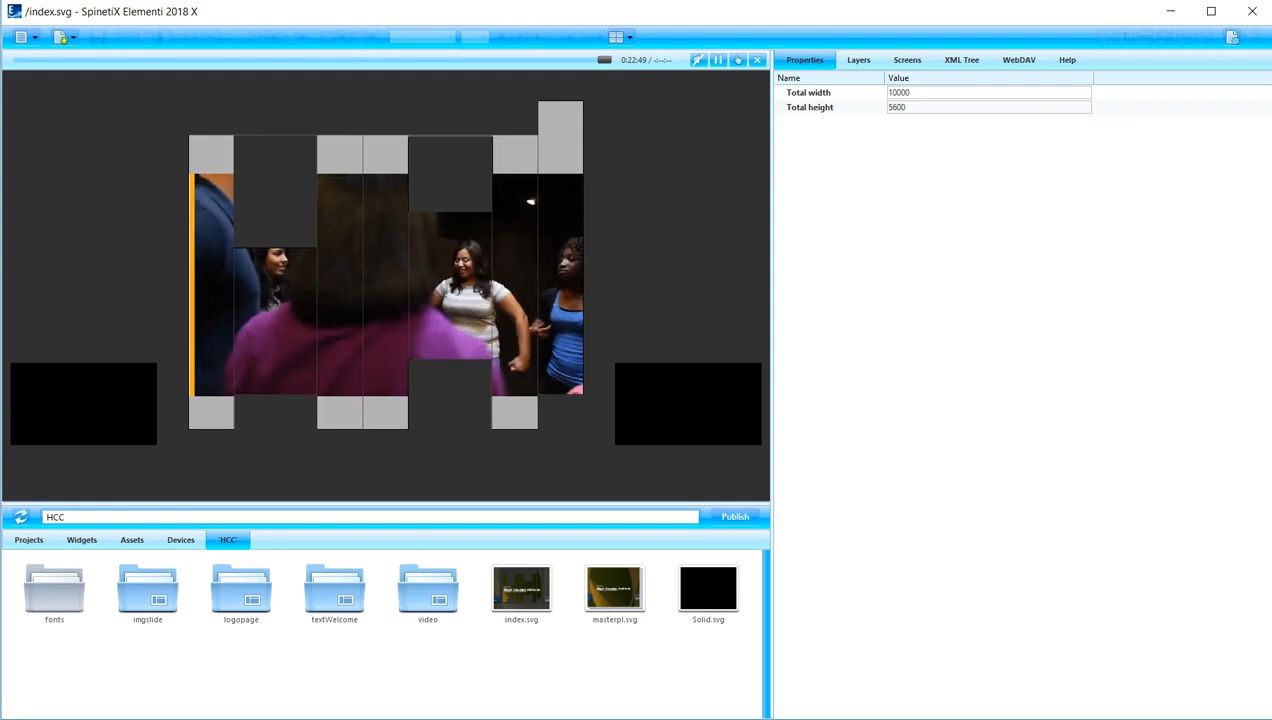 /index.svg - SpinetiX Elementi 2018 X
0:22:49 / -:--:--
Properties Layers Screens XML Tree WebDAV Help
Name Value
Total width 10000
Total height 5600
HCC Publish
Projects Widgets Assets Devices 'HCC'
fonts imgslide logopage textWelcome video index.svg masterpl.svg Solid.svg